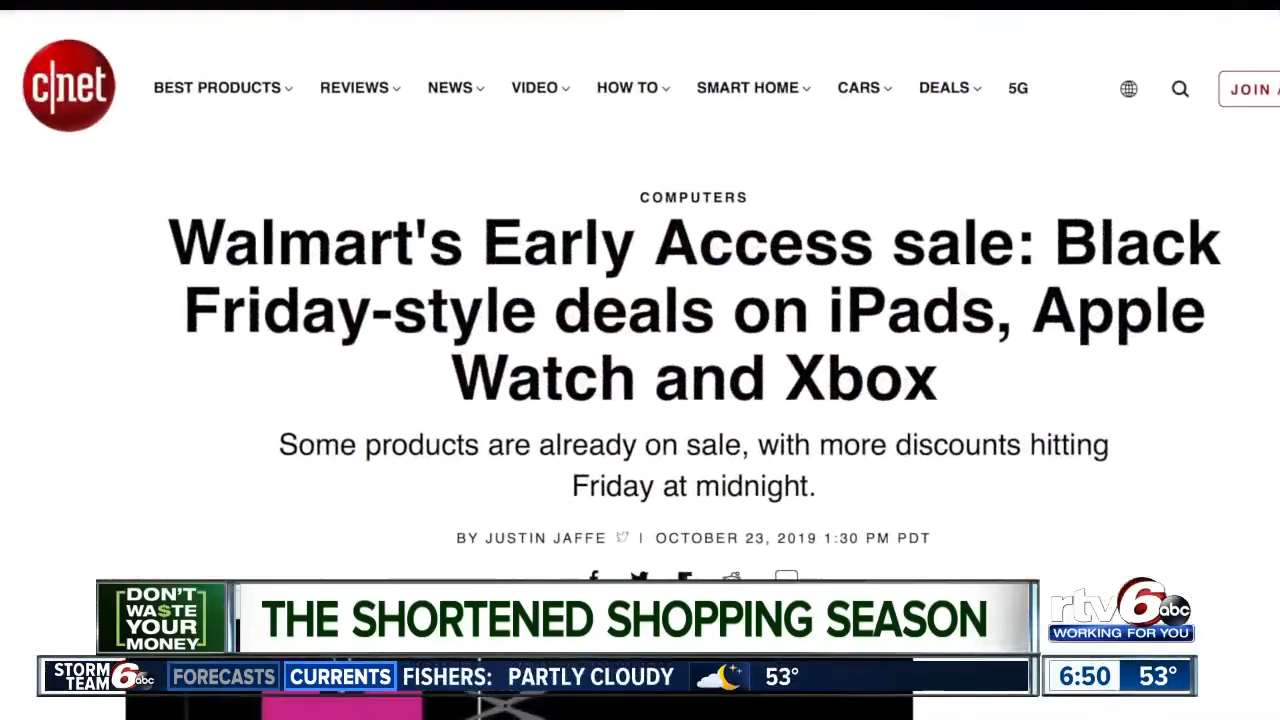 c|net
BEST PRODUCTS REVIEWS NEWS VIDEO HOW TO SMART HOME CARS DEALS 5G
JOIN
COMPUTERS
Walmart's Early Access sale: Black
Friday-style deals on iPads, Apple
Watch and Xbox
Some products are already on sale, with more discounts hitting
Friday at midnight.
BY JUSTIN JAFFE | OCTOBER 23, 2019 1:30 PM PDT
DON'T
WA$TE
YOUR
MONEY
THE SHORTENED SHOPPING SEASON
rtv6 abc
WORKING FOR YOU
STORM
TEAM 6 abc
FORECASTS CURRENTS FISHERS: PARTLY CLOUDY 53°
6:50 53°